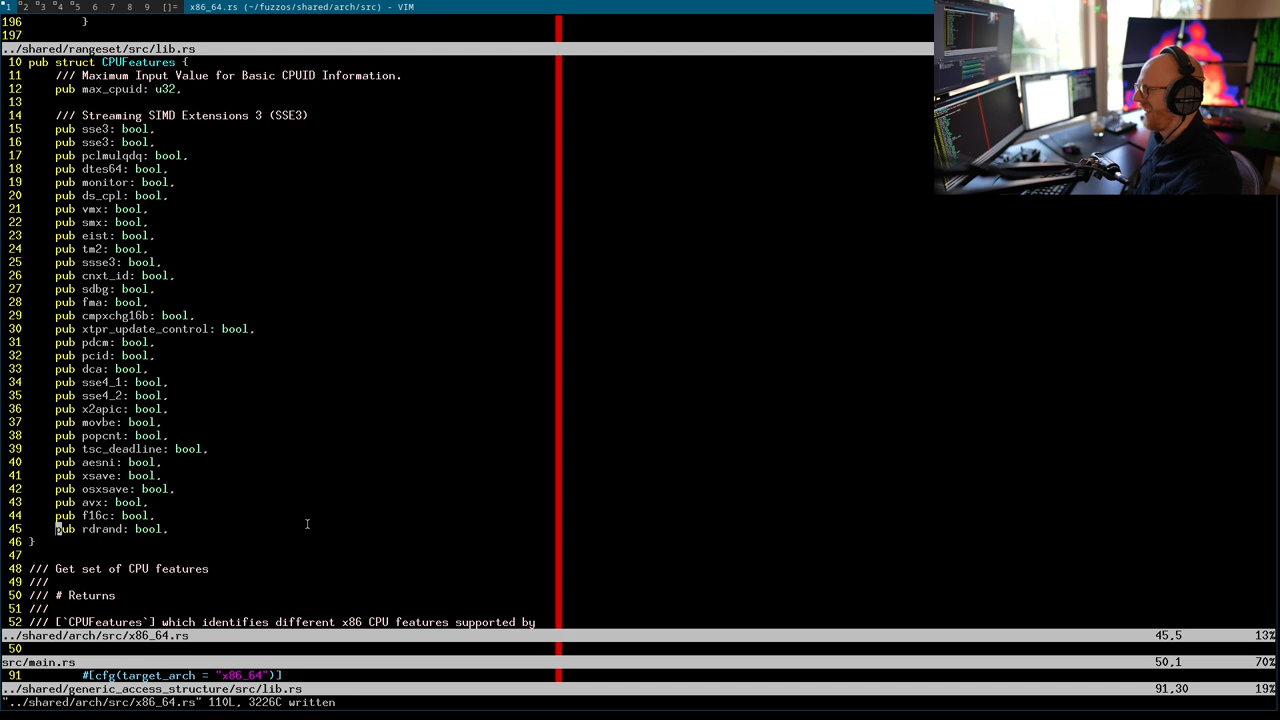 1 2 3 4 5 6 7 8 9 []= x86_64.rs (~/fuzzos/shared/arch/src) - VIM
196 }
197
../shared/rangeset/src/lib.rs
10 pub struct CPUFeatures {
11 /// Maximum Input Value for Basic CPUID Information.
12 pub max_cpuid: u32,
13
14 /// Streaming SIMD Extensions 3 (SSE3)
15 pub sse3: bool,
16 pub sse3: bool,
17 pub pclmulqdq: bool,
18 pub dtes64: bool,
19 pub monitor: bool,
20 pub ds_cpl: bool,
21 pub vmx: bool,
22 pub smx: bool,
23 pub eist: bool,
24 pub tm2: bool,
25 pub ssse3: bool,
26 pub cnxt_id: bool,
27 pub sdbg: bool,
28 pub fma: bool,
29 pub cmpxchg16b: bool,
30 pub xtpr_update_control: bool,
31 pub pdcm: bool,
32 pub pcid: bool,
33 pub dca: bool,
34 pub sse4_1: bool,
35 pub sse4_2: bool,
36 pub x2apic: bool,
37 pub movbe: bool,
38 pub popcnt: bool,
39 pub tsc_deadline: bool,
40 pub aesni: bool,
41 pub xsave: bool,
42 pub osxsave: bool,
43 pub avx: bool,
44 pub f16c: bool,
45 pub rdrand: bool,
46 }
47
48 /// Get set of CPU features
49 ///
50 /// # Returns
51 ///
52 /// [`CPUFeatures`] which identifies different x86 CPU features supported by
../shared/arch/src/x86_64.rs 45,5 13%
50
src/main.rs 50,1 70%
91 #[cfg(target_arch = "x86_64")]
../shared/generic_access_structure/src/lib.rs 91,30 19%
"../shared/arch/src/x86_64.rs" 110L, 3226C written